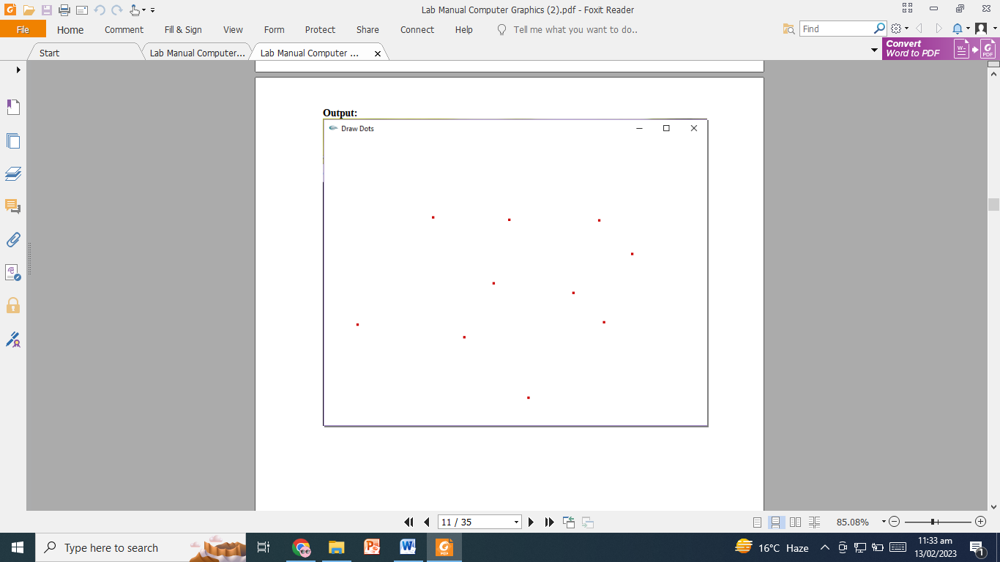 Lab Manual Computer Graphics (2).pdf - Foxit Reader
File Home Comment Fill & Sign View Form Protect Share Connect Help Tell me what you want to do.. Find
Start Lab Manual Computer... Lab Manual Computer ... Convert
Word to PDF
W
PDF
Output:
Draw Dots
11 / 35 85.08%
Type here to search 16°C Haze 11:33 am
13/02/2023
PDF
1